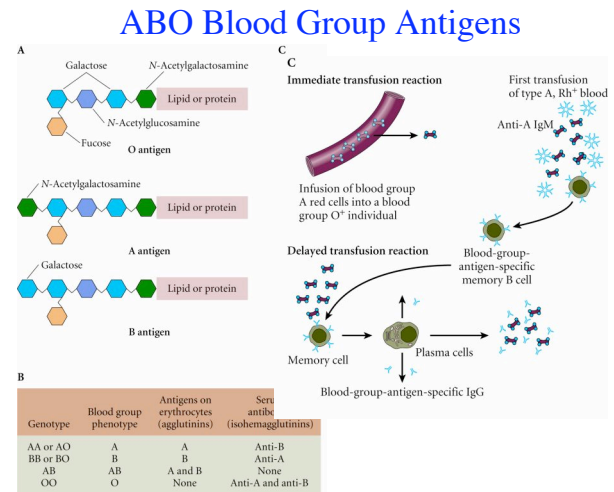 ABO Blood Group Antigens
A
Galactose
N-Acetylgalactosamine
Lipid or protein
N-Acetylglucosamine
Fucose
O antigen
N-Acetylgalactosamine
Lipid or protein
A antigen
Galactose
Lipid or protein
B antigen
B
Genotype
Blood group
phenotype
Antigens on
erythrocytes
(agglutinins)
(isohemagglutinins)
AA or AO A A Anti-B
BB or BO B B Anti-A
AB AB A and B None
OO O None Anti-A and anti-B
C
C
Immediate transfusion reaction
First transfusion
of type A, Rh+ blood
Anti-A IgM
Infusion of blood group
A red cells into a blood
group O+ individual
Delayed transfusion reaction
Blood-group-
antigen-specific
memory B cell
Memory cell
Plasma cells
Blood-group-antigen-specific IgG